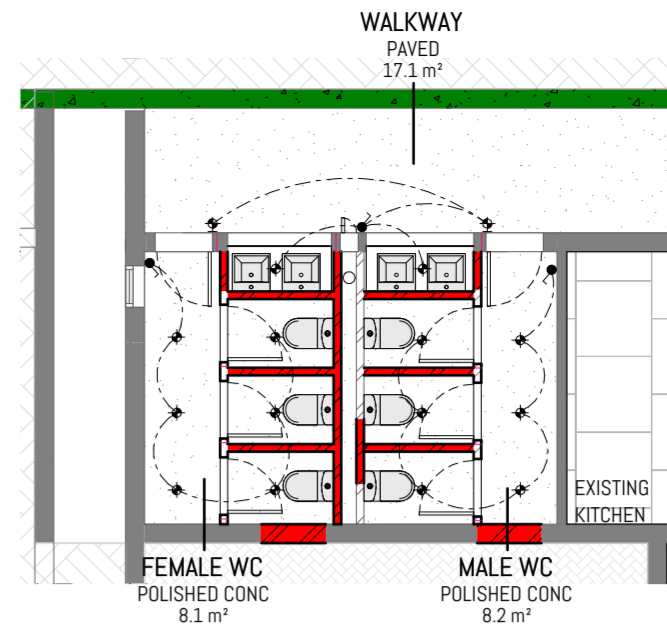 WALKWAY
PAVED
17.1 m²
EXISTING
KITCHEN
FEMALE WC
POLISHED CONC
8.1 m²
MALE WC
POLISHED CONC
8.2 m²